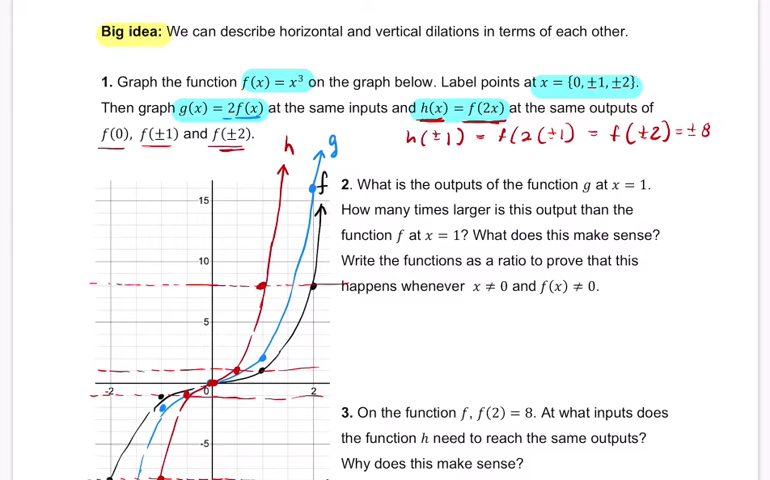 Big idea: We can describe horizontal and vertical dilations in terms of each other.
1. Graph the function f(x) = x³ on the graph below. Label points at x = {0, ±1, ±2}.
Then graph g(x) = 2f(x) at the same inputs and h(x) = f(2x) at the same outputs of
f(0), f(±1) and f(±2).
h(±1) = f(2(±1) = f(±2) = ±8
h
g
f
2. What is the outputs of the function g at x = 1.
How many times larger is this output than the
function f at x = 1? What does this make sense?
Write the functions as a ratio to prove that this
happens whenever x ≠ 0 and f(x) ≠ 0.
15
10
5
-2
0
2
-5
3. On the function f, f(2) = 8. At what inputs does
the function h need to reach the same outputs?
Why does this make sense?